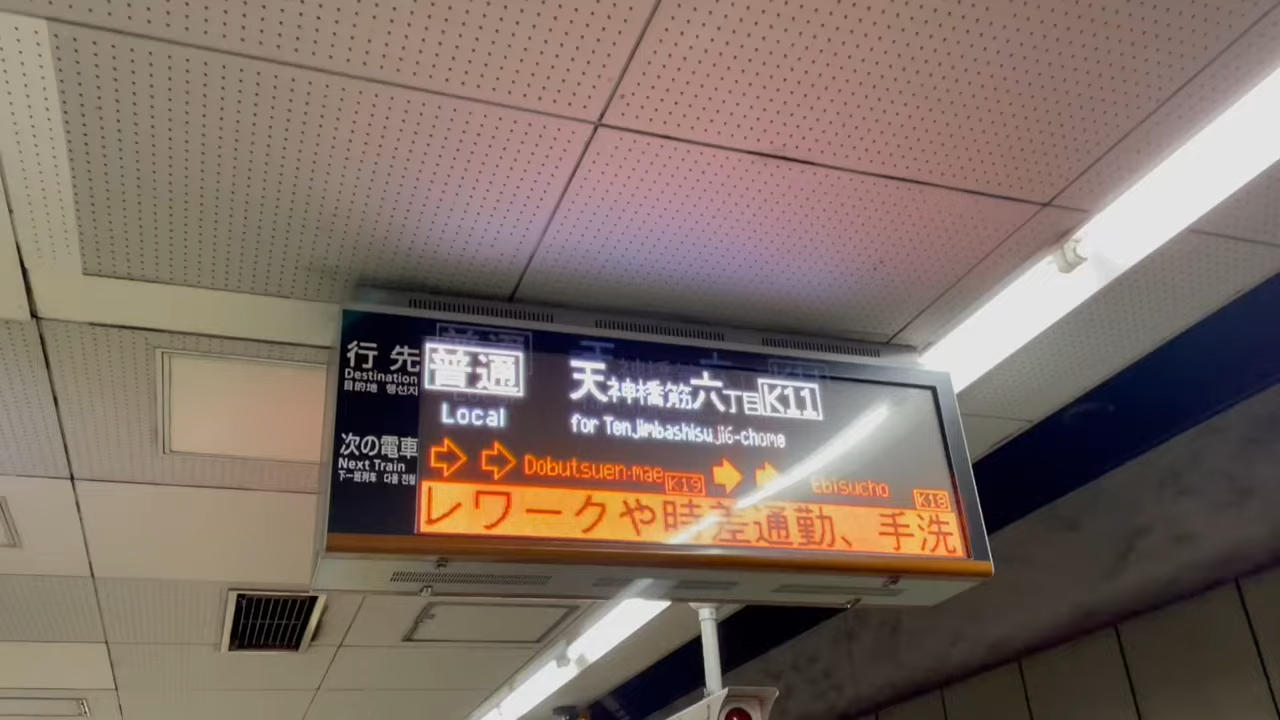 行先
Destination
目的地 행선지
普通
天神橋筋六丁目 K11
Local
for Tenjimbashisuji6-chome
次の電車
Next Train
下一班列车 다음 전철
Dobutsuen-mae K19
Ebisucho K18
レワークや時差通勤、手洗